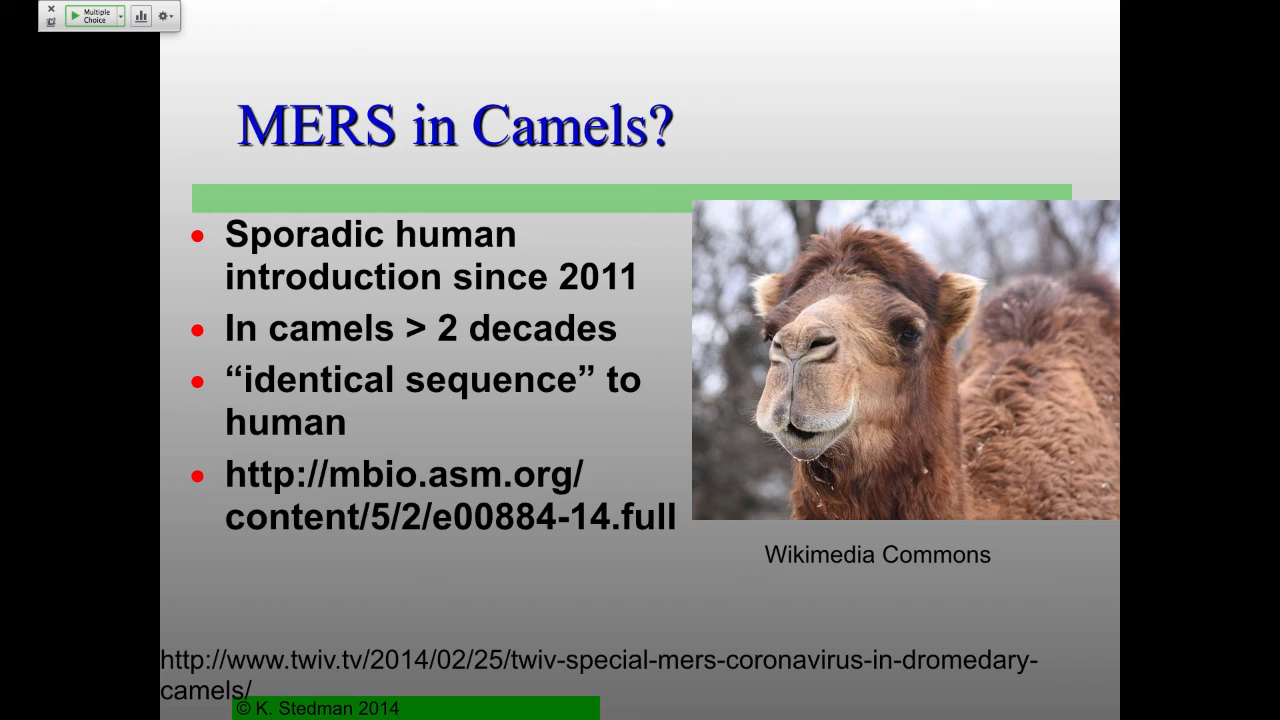 Multiple
Choice
MERS in Camels?
Sporadic human
introduction since 2011
In camels > 2 decades
“identical sequence” to
human
http://mbio.asm.org/
content/5/2/e00884-14.full
Wikimedia Commons
http://www.twiv.tv/2014/02/25/twiv-special-mers-coronavirus-in-dromedary-
camels/
© K. Stedman 2014